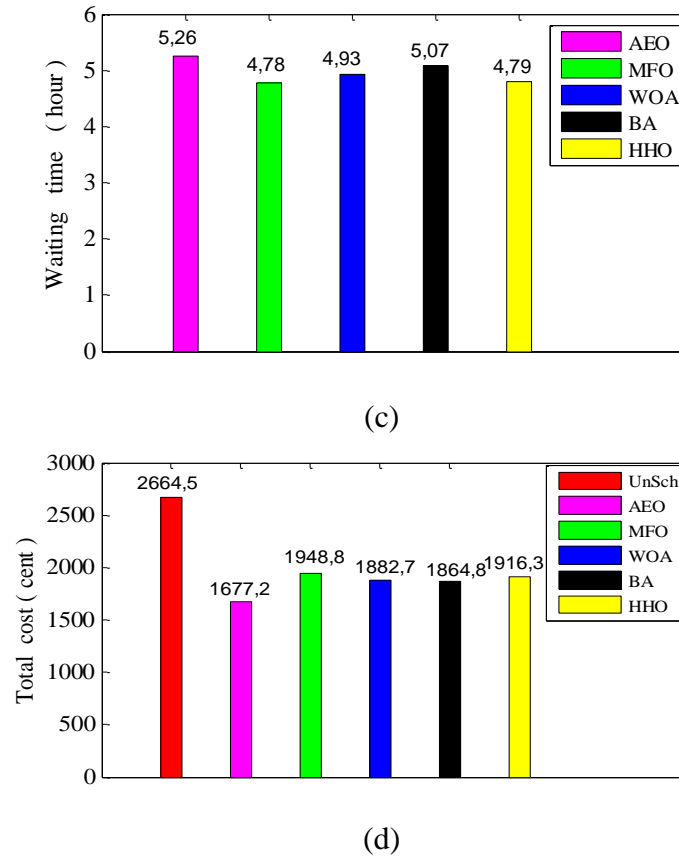 6
5
4
3
2
1
0
Waiting time ( hour )
5,26
4,78
4,93
5,07
4,79
AEO
MFO
WOA
BA
HHO
(c)
3000
2500
2000
1500
1000
500
0
Total cost ( cent )
2664,5
1677,2
1948,8
1882,7
1864,8
1916,3
UnSch
AEO
MFO
WOA
BA
HHO
(d)